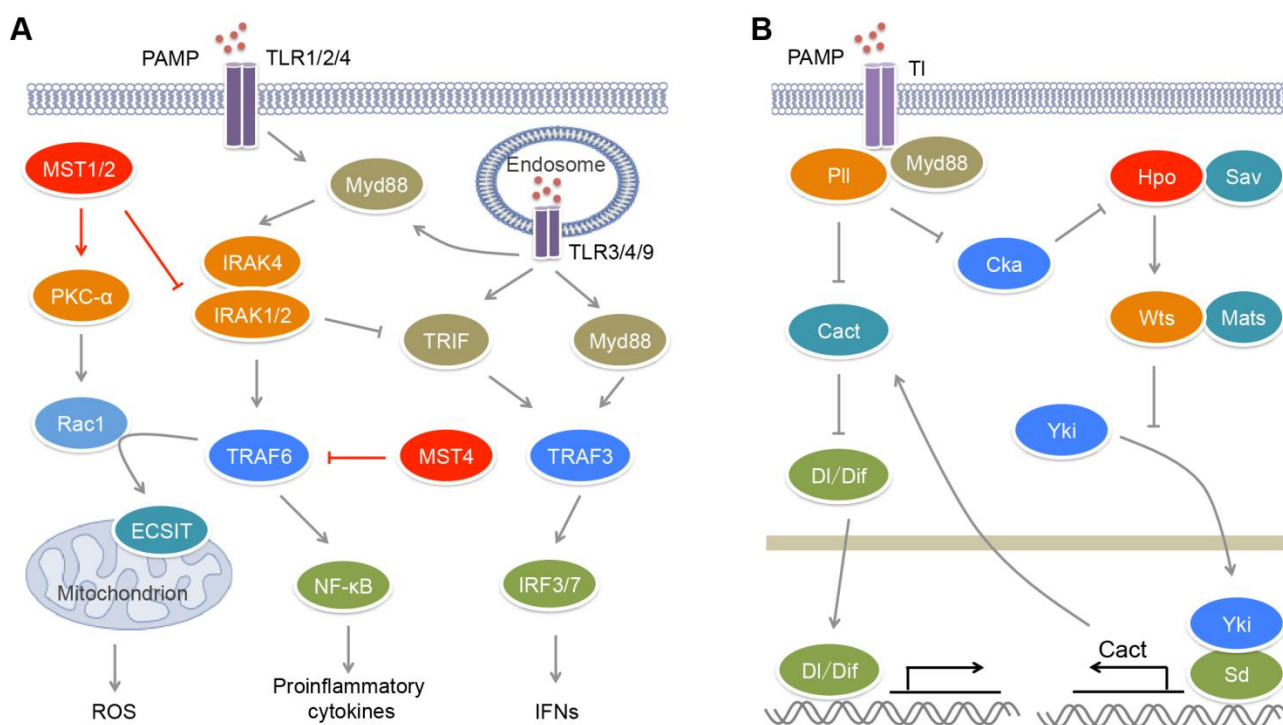 A
PAMP
TLR1/2/4
MST1/2
Myd88
Endosome
TLR3/4/9
IRAK4
PKC-α
IRAK1/2
TRIF
Myd88
Rac1
TRAF6
MST4
TRAF3
ECSIT
Mitochondrion
NF-κB
IRF3/7
ROS
Proinflammatory
cytokines
IFNs
B
PAMP
Tl
Pll
Myd88
Hpo
Sav
Cka
Cact
Wts
Mats
Yki
Dl/Dif
Yki
Dl/Dif
Cact
Sd